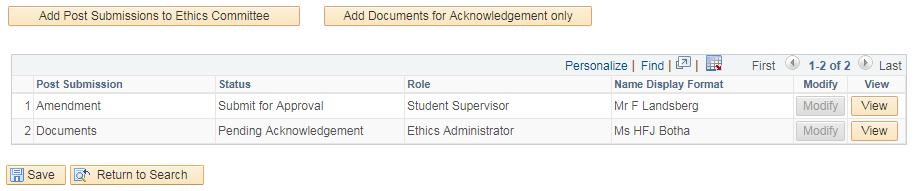 Add Post Submissions to Ethics Committee Add Documents for Acknowledgement only
Personalize | Find | | First 1-2 of 2 Last
Post Submission Status Role Name Display Format Modify View
1 Amendment Submit for Approval Student Supervisor Mr F Landsberg Modify View
2 Documents Pending Acknowledgement Ethics Administrator Ms HFJ Botha Modify View
Save Return to Search